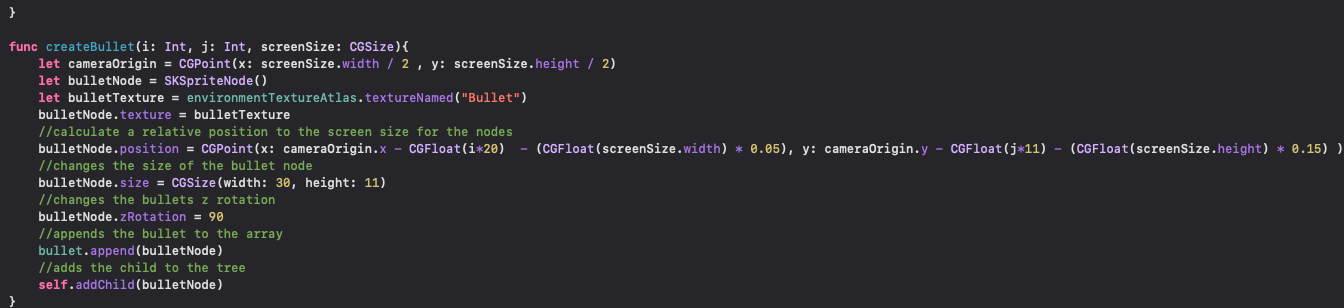 }
func createBullet(i: Int, j: Int, screenSize: CGSize){
    let cameraOrigin = CGPoint(x: screenSize.width / 2 , y: screenSize.height / 2)
    let bulletNode = SKSpriteNode()
    let bulletTexture = environmentTextureAtlas.textureNamed("Bullet")
    bulletNode.texture = bulletTexture
    //calculate a relative position to the screen size for the nodes
    bulletNode.position = CGPoint(x: cameraOrigin.x - CGFloat(i*20)  - (CGFloat(screenSize.width) * 0.05), y: cameraOrigin.y - CGFloat(j*11) - (CGFloat(screenSize.height) * 0.15) )
    //changes the size of the bullet node
    bulletNode.size = CGSize(width: 30, height: 11)
    //changes the bullets z rotation
    bulletNode.zRotation = 90
    //appends the bullet to the array
    bullet.append(bulletNode)
    //adds the child to the tree
    self.addChild(bulletNode)
}